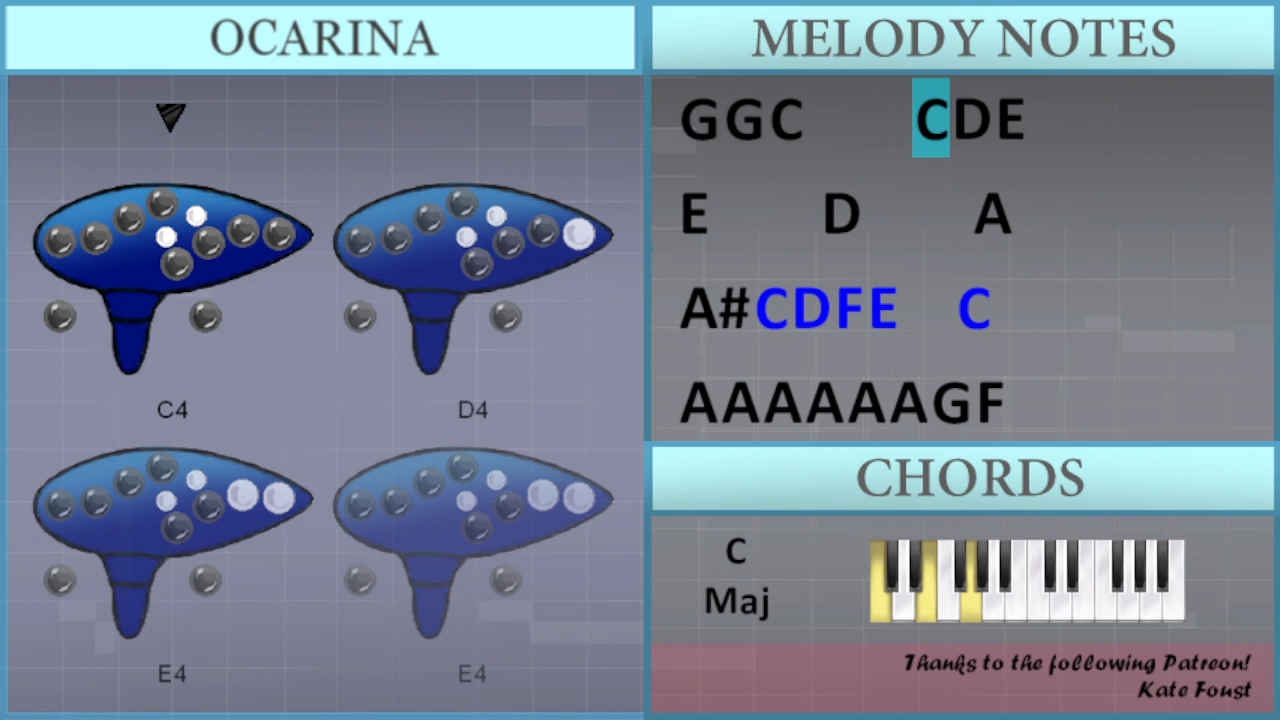 OCARINA
C4
D4
E4
E4
MELODY NOTES
GGC CDE
E D A
A#CDFE C
AAAAAAGF
CHORDS
C
Maj
Thanks to the following Patreon!
Kate Foust